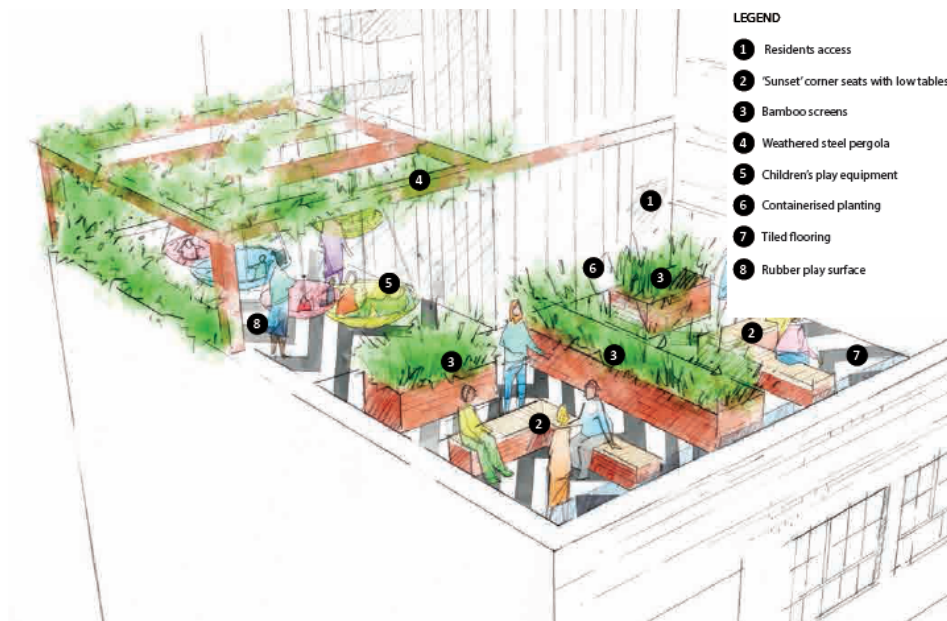 LEGEND
1 Residents access
2 'Sunset' corner seats with low tables
3 Bamboo screens
4 Weathered steel pergola
5 Children's play equipment
6 Containerised planting
7 Tiled flooring
8 Rubber play surface
4
1
6
3
5
8
2
7
3
3
2